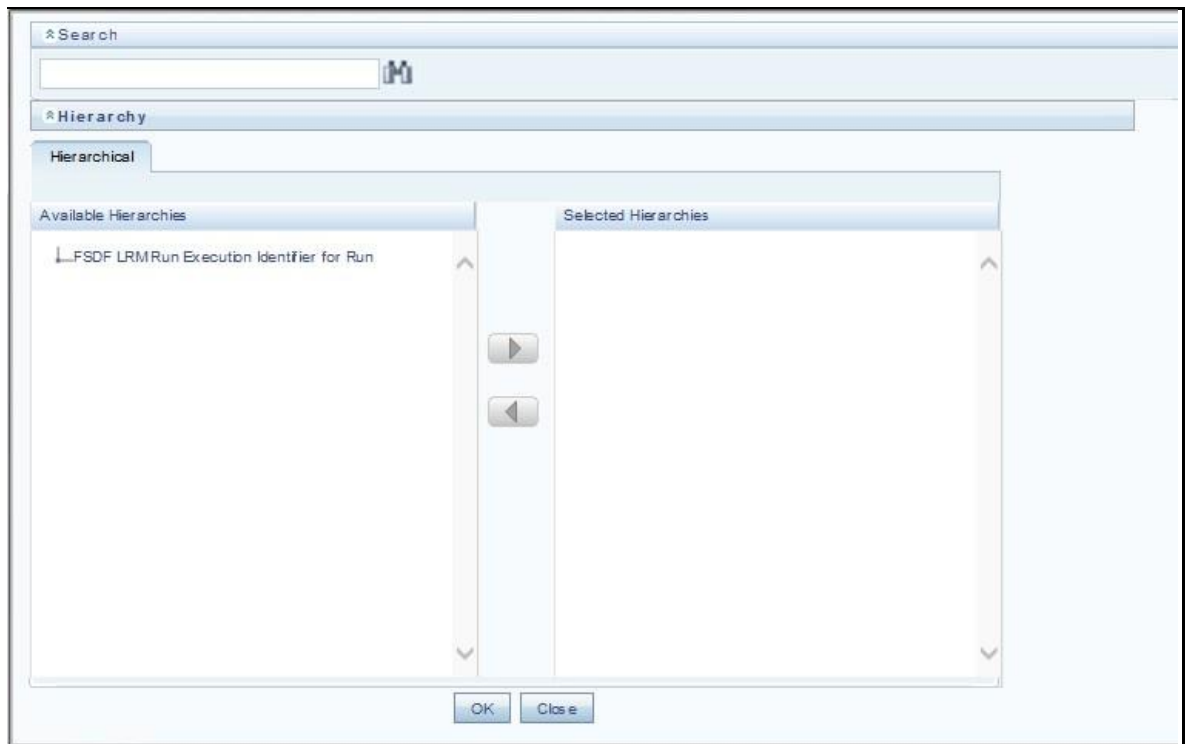 Search
Hierarchy
Hierarchical
Available Hierarchies
Selected Hierarchies
FSDF LRM Run Execution Identifier for Run
OK
Close